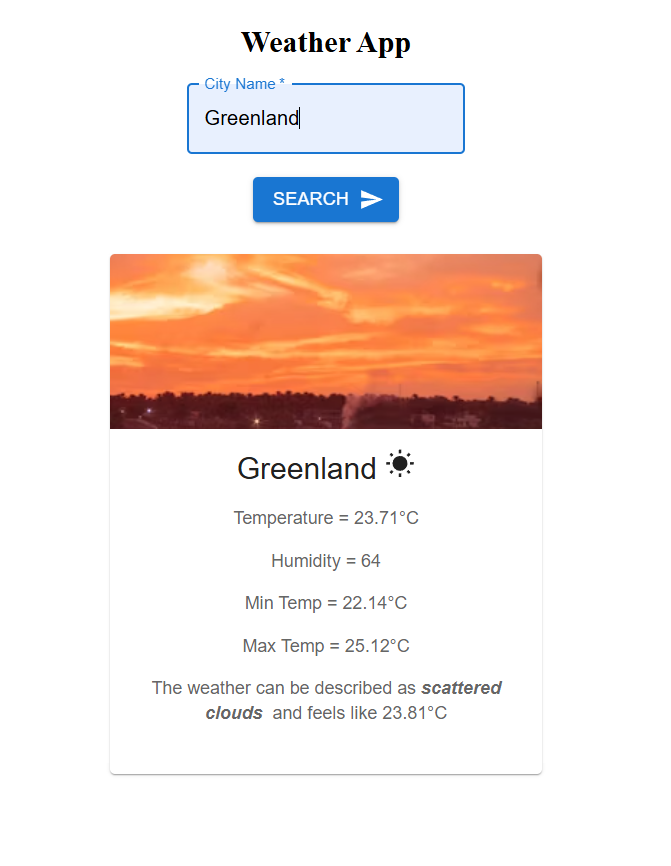 Weather App
City Name *
Greenland
SEARCH
Greenland
Temperature = 23.71°C
Humidity = 64
Min Temp = 22.14°C
Max Temp = 25.12°C
The weather can be described as scattered
clouds and feels like 23.81°C